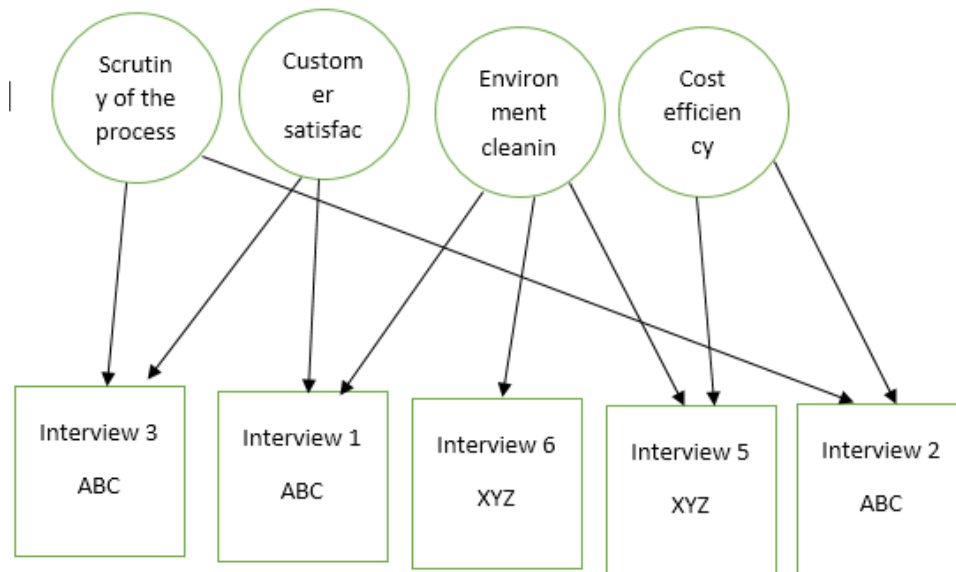 Scrutin
y of the
process
Custom
er
satisfac
Environ
ment
cleanin
Cost
efficien
cy
Interview 3
ABC
Interview 1
ABC
Interview 6
XYZ
Interview 5
XYZ
Interview 2
ABC